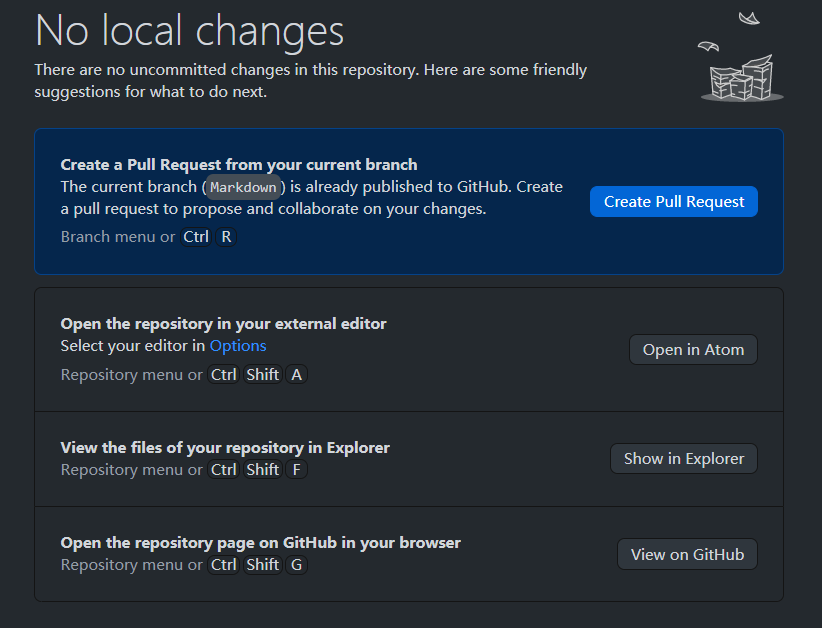 No local changes
There are no uncommitted changes in this repository. Here are some friendly
suggestions for what to do next.
Create a Pull Request from your current branch
The current branch (Markdown) is already published to GitHub. Create
a pull request to propose and collaborate on your changes.
Branch menu or Ctrl R
Create Pull Request
Open the repository in your external editor
Select your editor in Options
Repository menu or Ctrl Shift A
Open in Atom
View the files of your repository in Explorer
Repository menu or Ctrl Shift F
Show in Explorer
Open the repository page on GitHub in your browser
Repository menu or Ctrl Shift G
View on GitHub